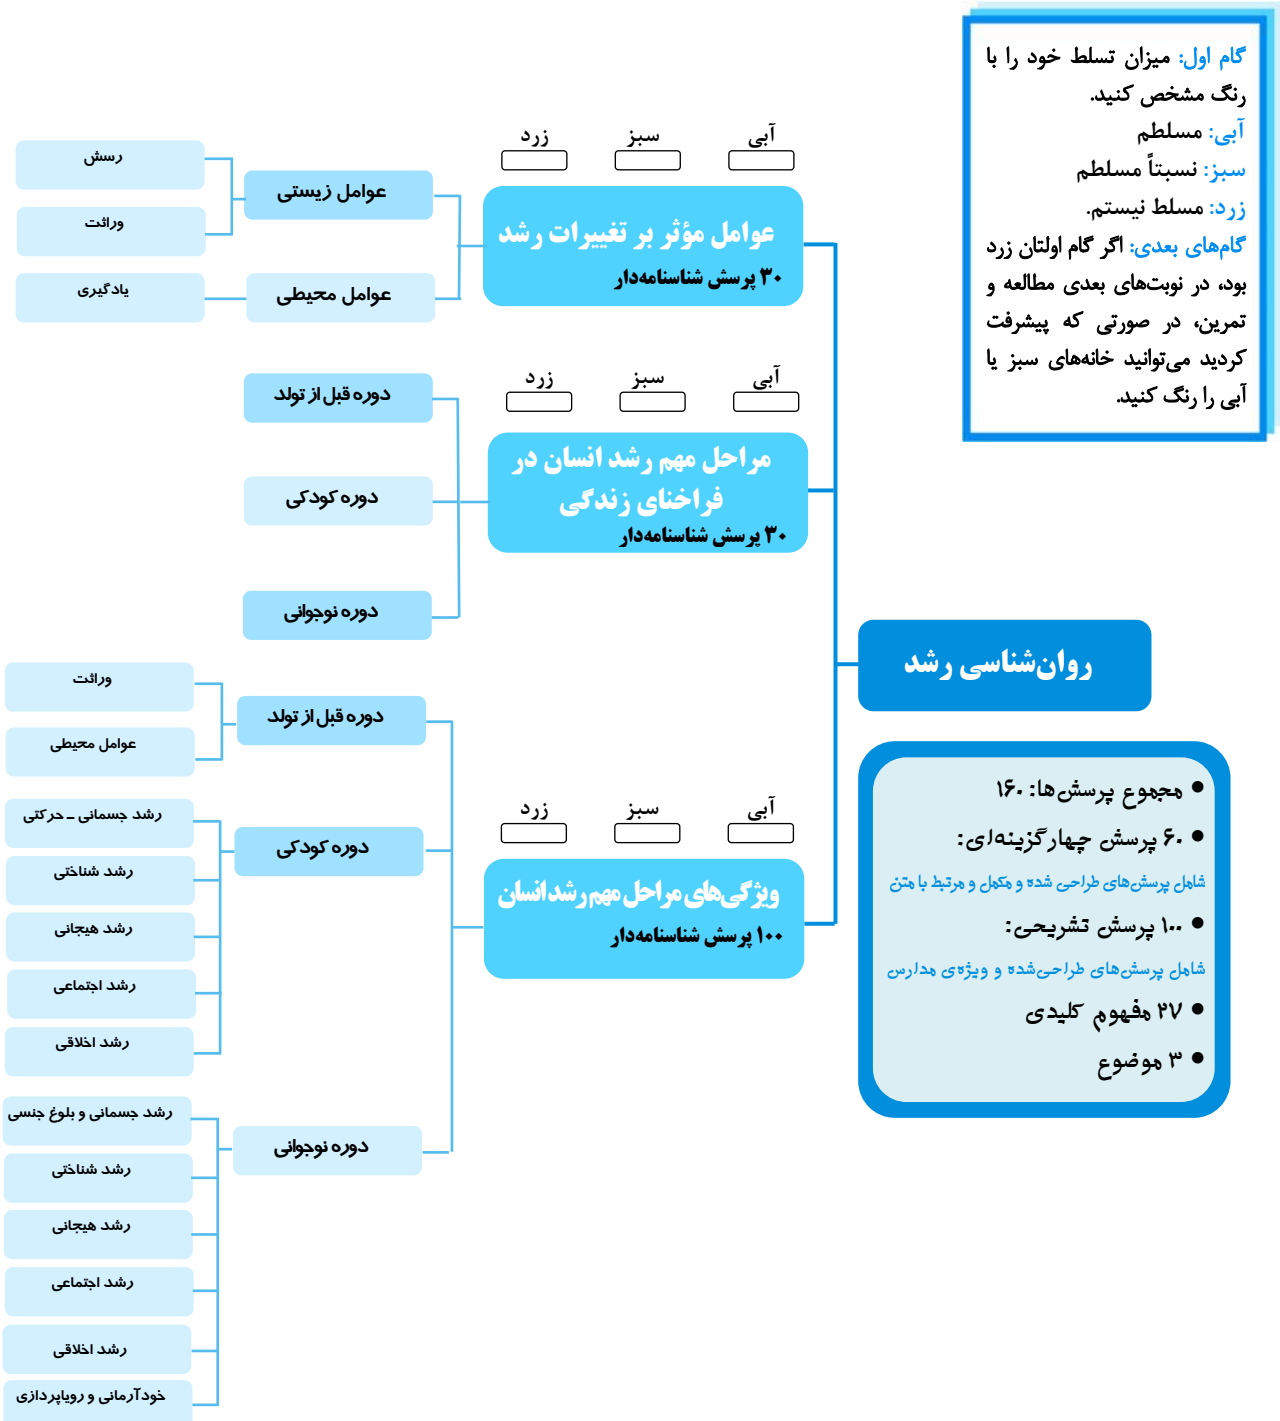 گام اول: میزان تسلط خود را با
رنگ مشخص کنید.
آبی: مسلطم
سبز: نسبتاً مسلطم
زرد: مسلط نیستم.
گام‌های بعدی: اگر گام اولتان زرد
بود، در نوبت‌های بعدی مطالعه و
تمرین، در صورتی که پیشرفت
کردید می‌توانید خانه‌های سبز یا
آبی را رنگ کنید.
روان‌شناسی رشد
• مجموع پرسش‌ها: ۱۶۰
• ۶۰ پرسش چهارگزینه‌ای:
شامل پرسش‌های طراحی شده و مکمل و مرتبط با متن
• ۱۰۰ پرسش تشریحی:
شامل پرسش‌های طراحی‌شده و ویژه‌ی مدارس
• ۲۷ مفهوم کلیدی
• ۳ موضوع
آبی سبز زرد
عوامل مؤثر بر تغییرات رشد
۳۰ پرسش شناسنامه‌دار
عوامل زیستی
رسش
وراثت
عوامل محیطی
یادگیری
آبی سبز زرد
مراحل مهم رشد انسان در
فراخنای زندگی
۳۰ پرسش شناسنامه‌دار
دوره قبل از تولد
دوره کودکی
دوره نوجوانی
آبی سبز زرد
ویژگی‌های مراحل مهم رشد انسان
۱۰۰ پرسش شناسنامه‌دار
دوره قبل از تولد
وراثت
عوامل محیطی
دوره کودکی
رشد جسمانی - حرکتی
رشد شناختی
رشد هیجانی
رشد اجتماعی
رشد اخلاقی
دوره نوجوانی
رشد جسمانی و بلوغ جنسی
رشد شناختی
رشد هیجانی
رشد اجتماعی
رشد اخلاقی
خودآرمانی و رویاپردازی